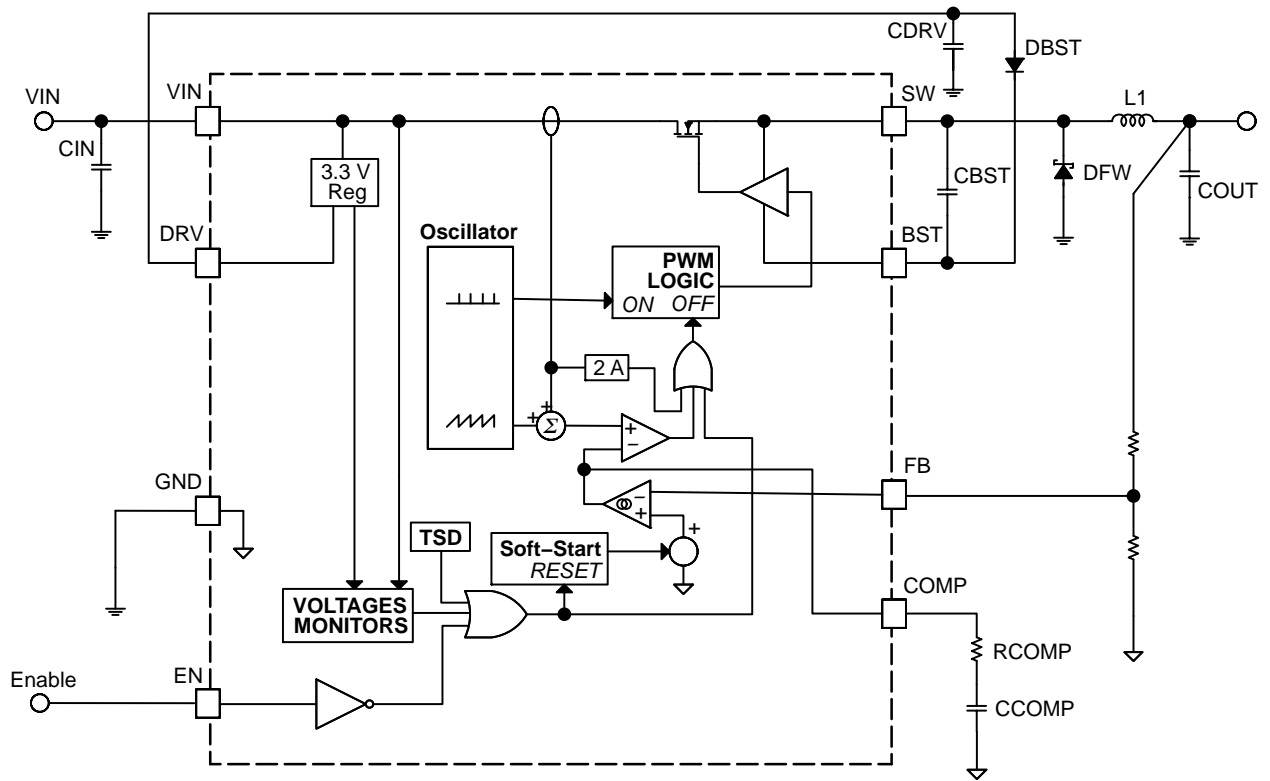 CDRV
DBST
VIN
VIN
SW
L1
CIN
3.3 V
Reg
CBST
DFW
COUT
DRV
Oscillator
BST
PWM
LOGIC
ON OFF
2 A
+
+
Σ
+
−
FB
GND
−
+
+
TSD
Soft−Start
RESET
COMP
VOLTAGES
MONITORS
RCOMP
Enable
EN
CCOMP